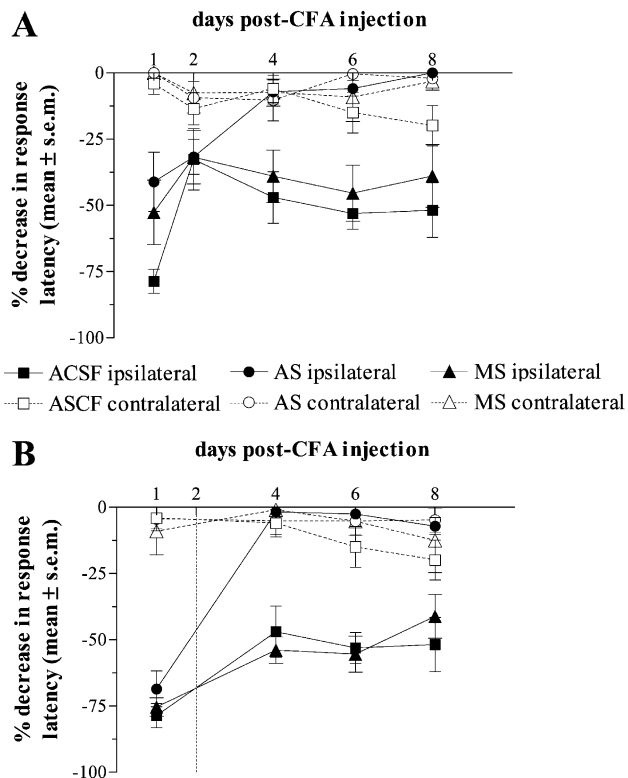 A
days post-CFA injection
1 2 4 6 8
0
-25
-50
-75
-100
% decrease in response
latency (mean ± s.e.m.)
ACSF ipsilateral AS ipsilateral MS ipsilateral
ASCF contralateral AS contralateral MS contralateral
B
days post-CFA injection
1 2 4 6 8
0
-25
-50
-75
-100
% decrease in response
latency (mean ± s.e.m.)